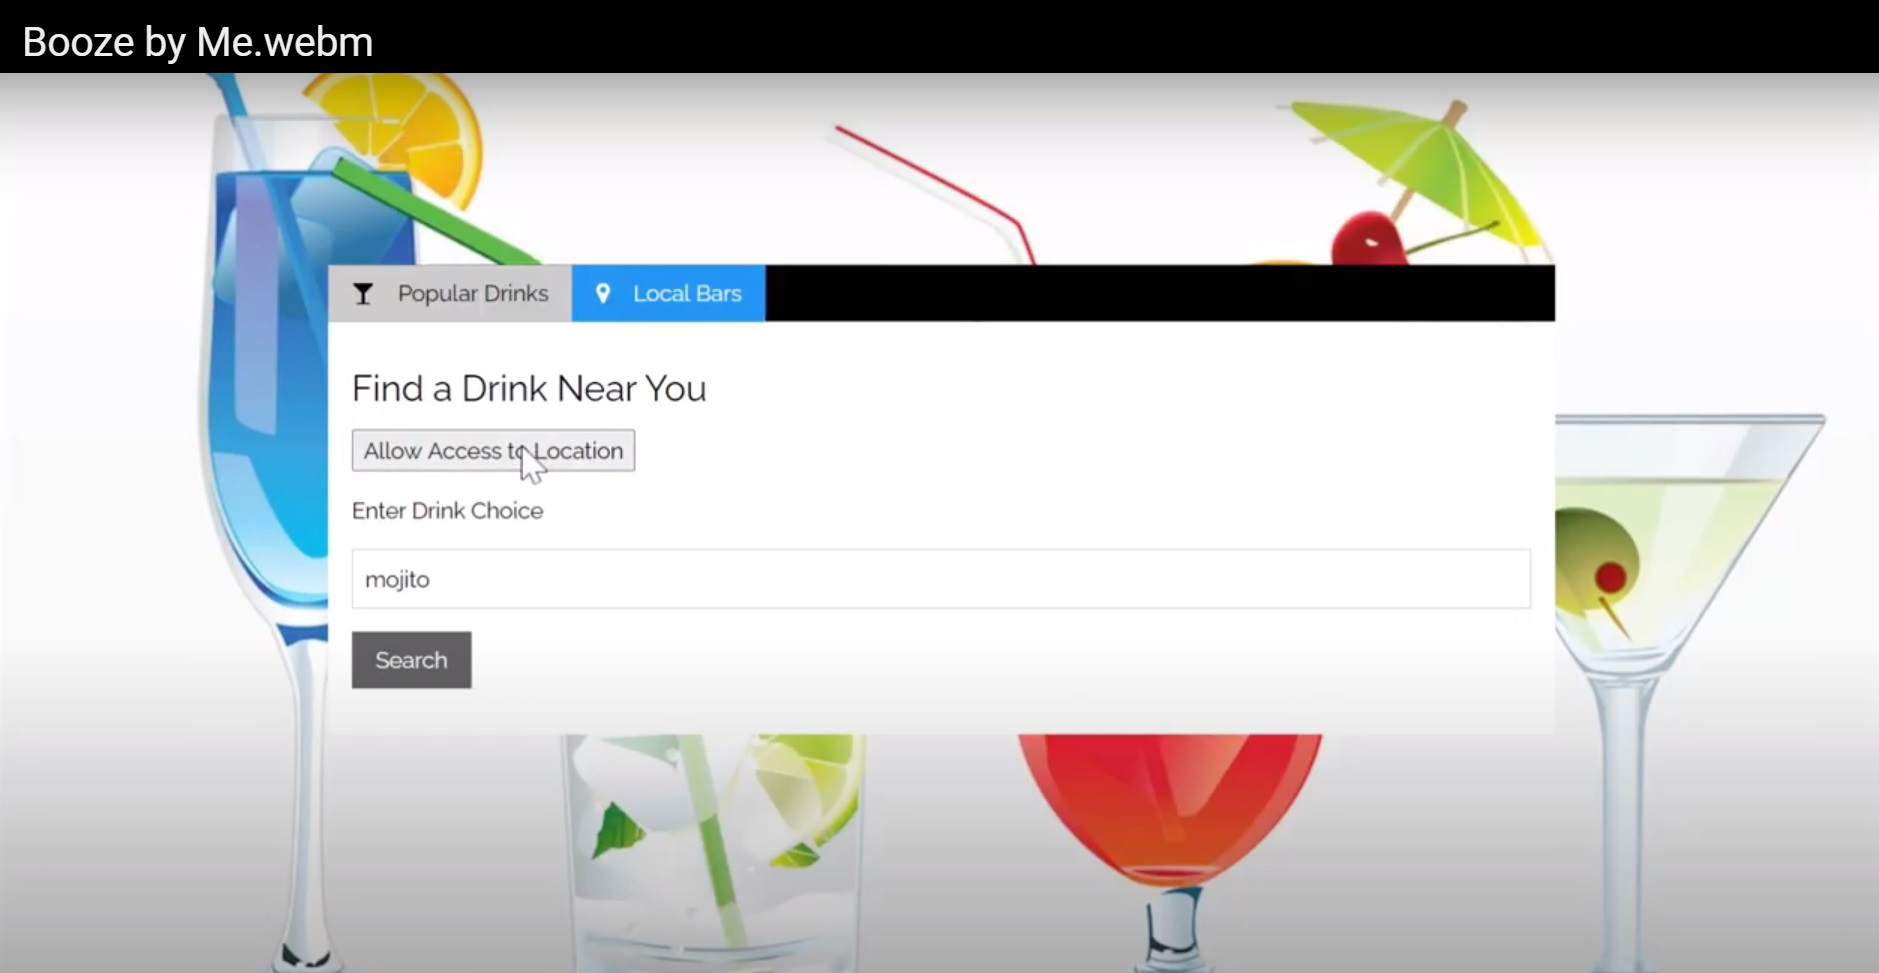 Booze by Me.webm
Popular Drinks
Local Bars
Find a Drink Near You
Allow Access to Location
Enter Drink Choice
mojito
Search